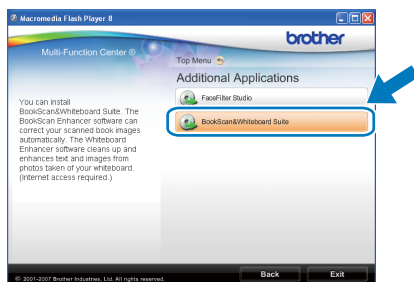 Macromedia Flash Player 8
brother
Multi-Function Center ®
Top Menu
Additional Applications
FaceFilter Studio
BookScan&Whiteboard Suite
You can install
BookScan&Whiteboard Suite. The
BookScan Enhancer software can
correct your scanned book images
automatically. The Whiteboard
Enhancer software cleans up and
enhances text and images from
photos taken of your whiteboard.
(Internet access required.)
© 2001-2007 Brother Industries, Ltd. All rights reserved.
Back
Exit